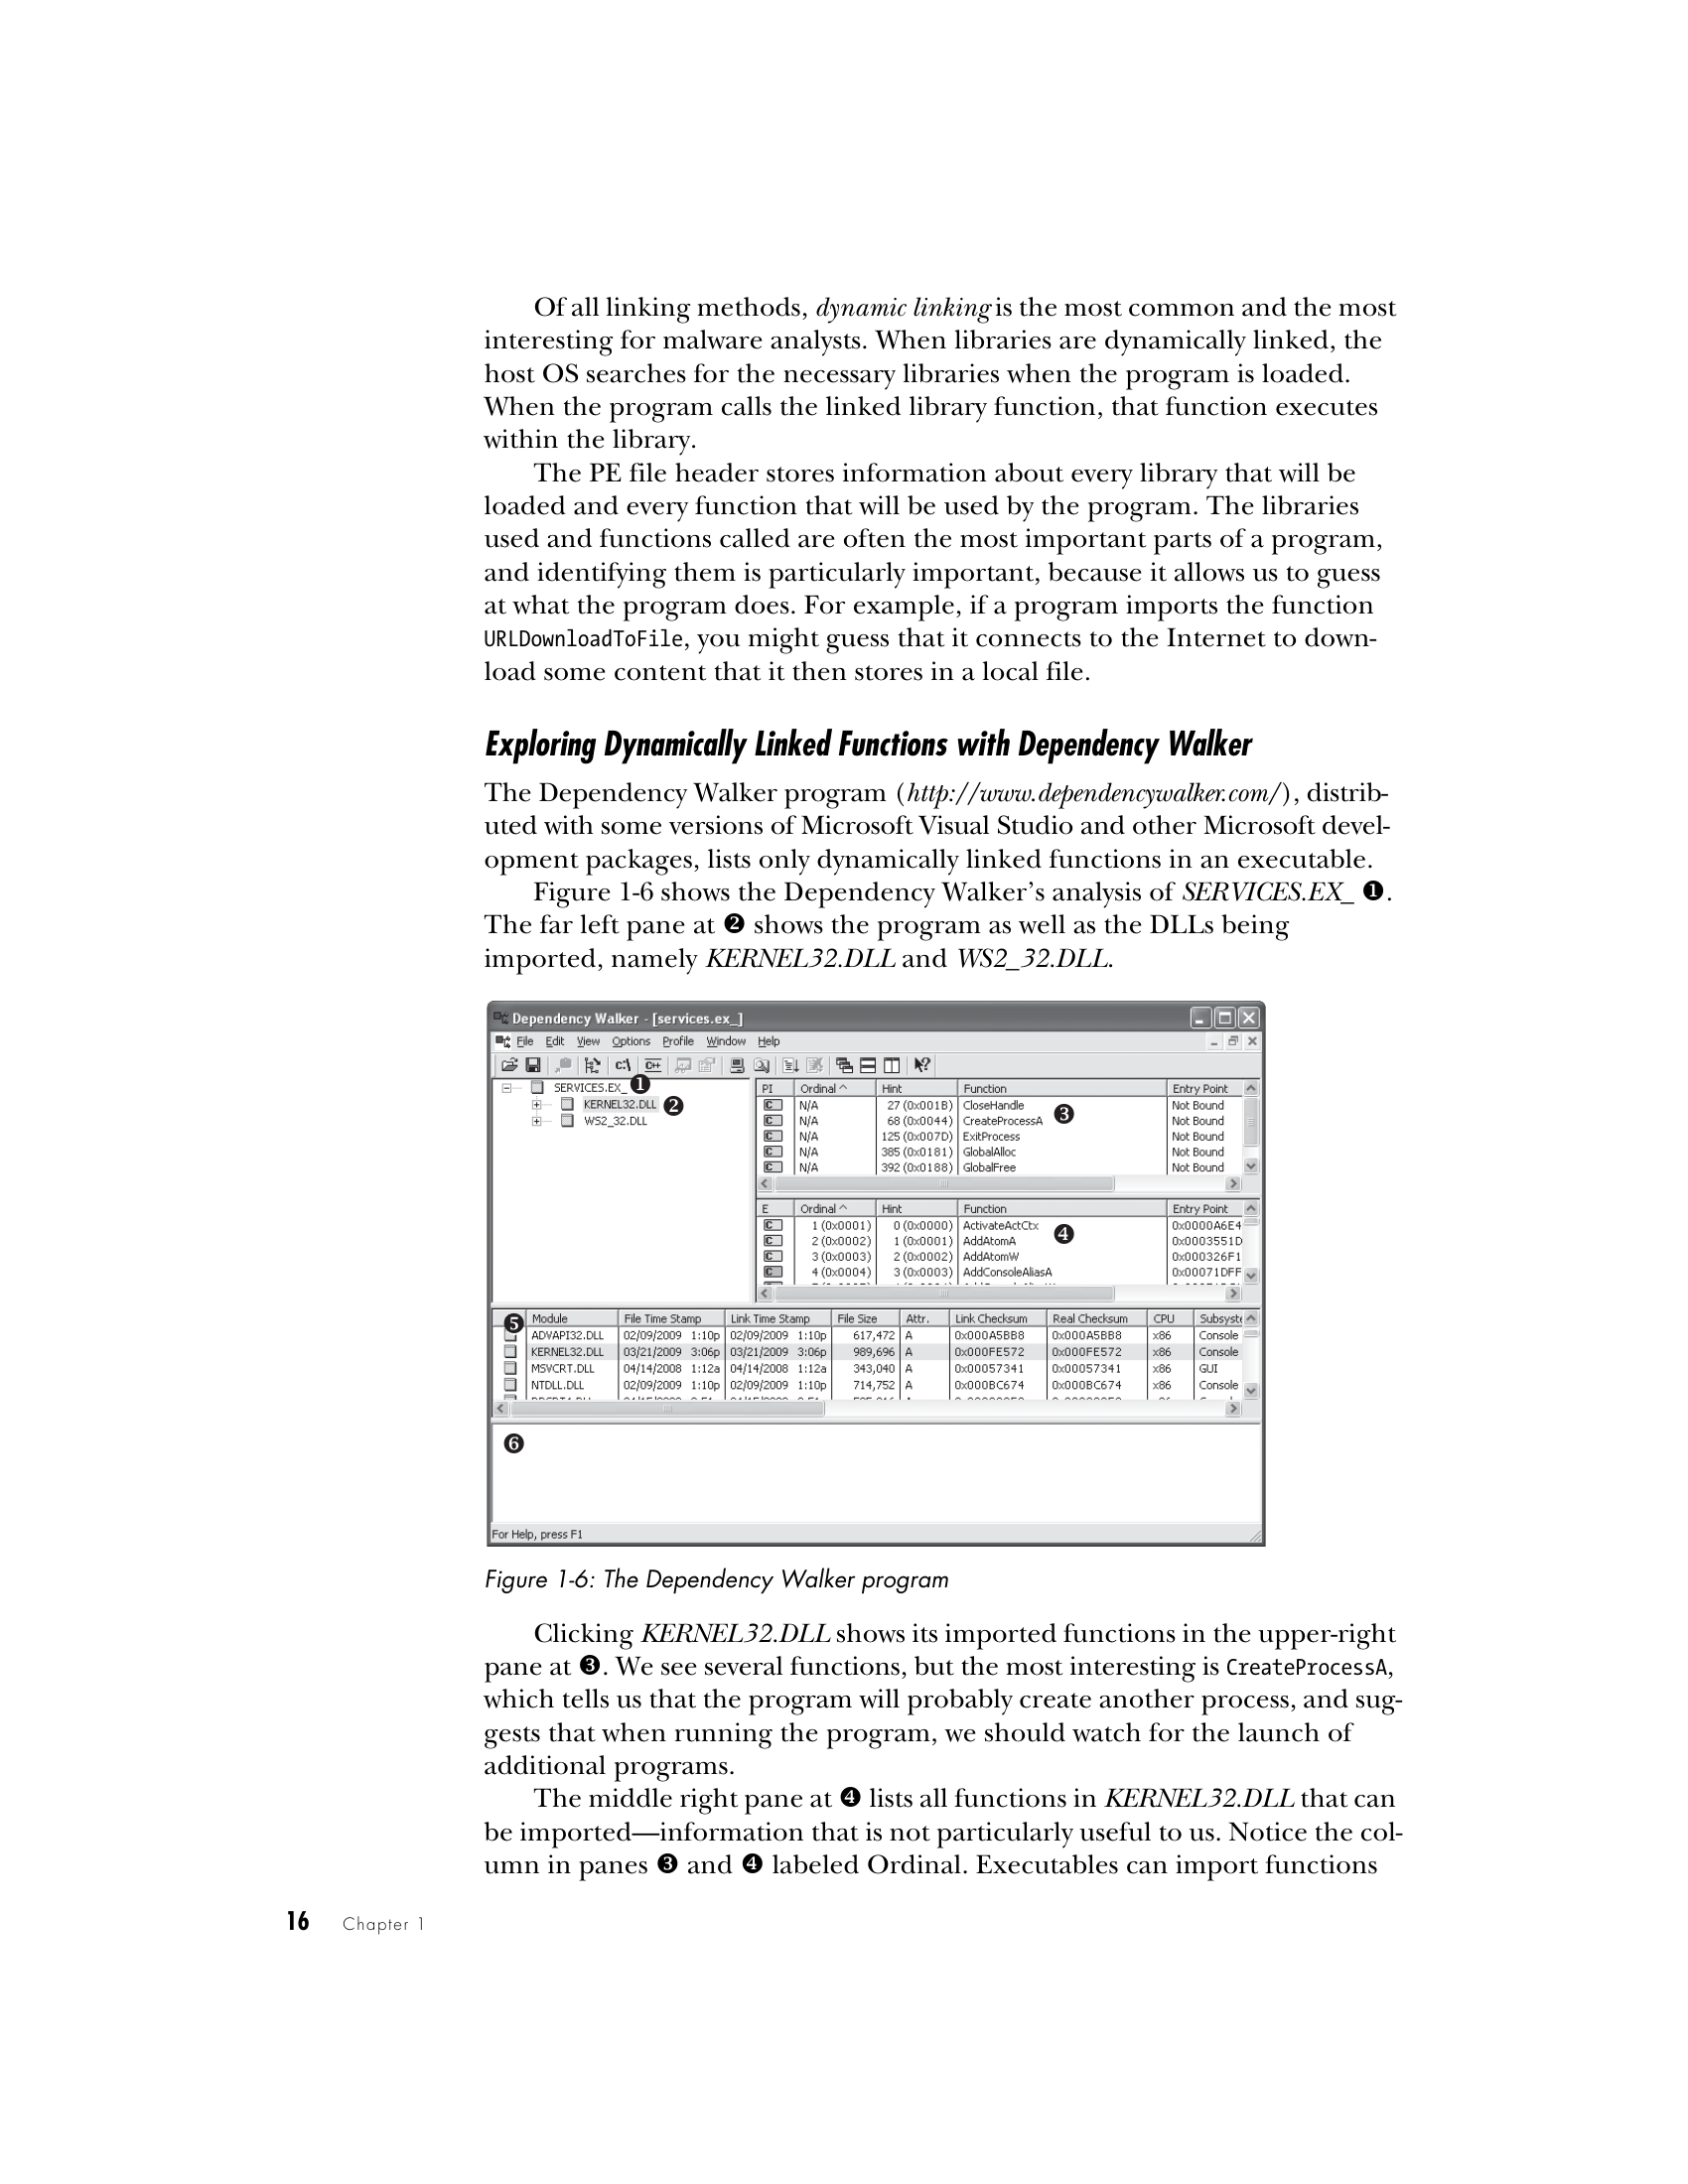 Of all linking methods, dynamic linking is the most common and the most
interesting for malware analysts. When libraries are dynamically linked, the
host OS searches for the necessary libraries when the program is loaded.
When the program calls the linked library function, that function executes
within the library.
The PE file header stores information about every library that will be
loaded and every function that will be used by the program. The libraries
used and functions called are often the most important parts of a program,
and identifying them is particularly important, because it allows us to guess
at what the program does. For example, if a program imports the function
URLDownloadToFile, you might guess that it connects to the Internet to down-
load some content that it then stores in a local file.
Exploring Dynamically Linked Functions with Dependency Walker
The Dependency Walker program (http://www.dependencywalker.com/), distrib-
uted with some versions of Microsoft Visual Studio and other Microsoft devel-
opment packages, lists only dynamically linked functions in an executable.
Figure 1-6 shows the Dependency Walker's analysis of SERVICES.EX_ ❶.
The far left pane at ❷ shows the program as well as the DLLs being
imported, namely KERNEL32.DLL and WS2_32.DLL.
Dependency Walker - [services.ex_]
File Edit View Options Profile Window Help
C:\ C++
SERVICES.EX_ ❶
KERNEL32.DLL ❷
WS2_32.DLL
PI Ordinal ^ Hint Function Entry Point
C N/A 27 (0x001B) CloseHandle Not Bound
C N/A 68 (0x0044) CreateProcessA ❸ Not Bound
C N/A 125 (0x007D) ExitProcess Not Bound
C N/A 385 (0x0181) GlobalAlloc Not Bound
C N/A 392 (0x0188) GlobalFree Not Bound
E Ordinal ^ Hint Function Entry Point
C 1 (0x0001) 0 (0x0000) ActivateActCtx 0x0000A6E4
C 2 (0x0002) 1 (0x0001) AddAtomA ❹ 0x0003551D
C 3 (0x0003) 2 (0x0002) AddAtomW 0x000326F1
C 4 (0x0004) 3 (0x0003) AddConsoleAliasA 0x00071DFF
❺ Module File Time Stamp Link Time Stamp File Size Attr. Link Checksum Real Checksum CPU Subsyste
ADVAPI32.DLL 02/09/2009 1:10p 02/09/2009 1:10p 617,472 A 0x000A5BB8 0x000A5BB8 x86 Console
KERNEL32.DLL 03/21/2009 3:06p 03/21/2009 3:06p 989,696 A 0x000FE572 0x000FE572 x86 Console
MSVCRT.DLL 04/14/2008 1:12a 04/14/2008 1:12a 343,040 A 0x00057341 0x00057341 x86 GUI
NTDLL.DLL 02/09/2009 1:10p 02/09/2009 1:10p 714,752 A 0x000BC674 0x000BC674 x86 Console
❻
For Help, press F1
Figure 1-6: The Dependency Walker program
Clicking KERNEL32.DLL shows its imported functions in the upper-right
pane at ❸. We see several functions, but the most interesting is CreateProcessA,
which tells us that the program will probably create another process, and sug-
gests that when running the program, we should watch for the launch of
additional programs.
The middle right pane at ❹ lists all functions in KERNEL32.DLL that can
be imported—information that is not particularly useful to us. Notice the col-
umn in panes ❸ and ❹ labeled Ordinal. Executables can import functions
16 Chapter 1